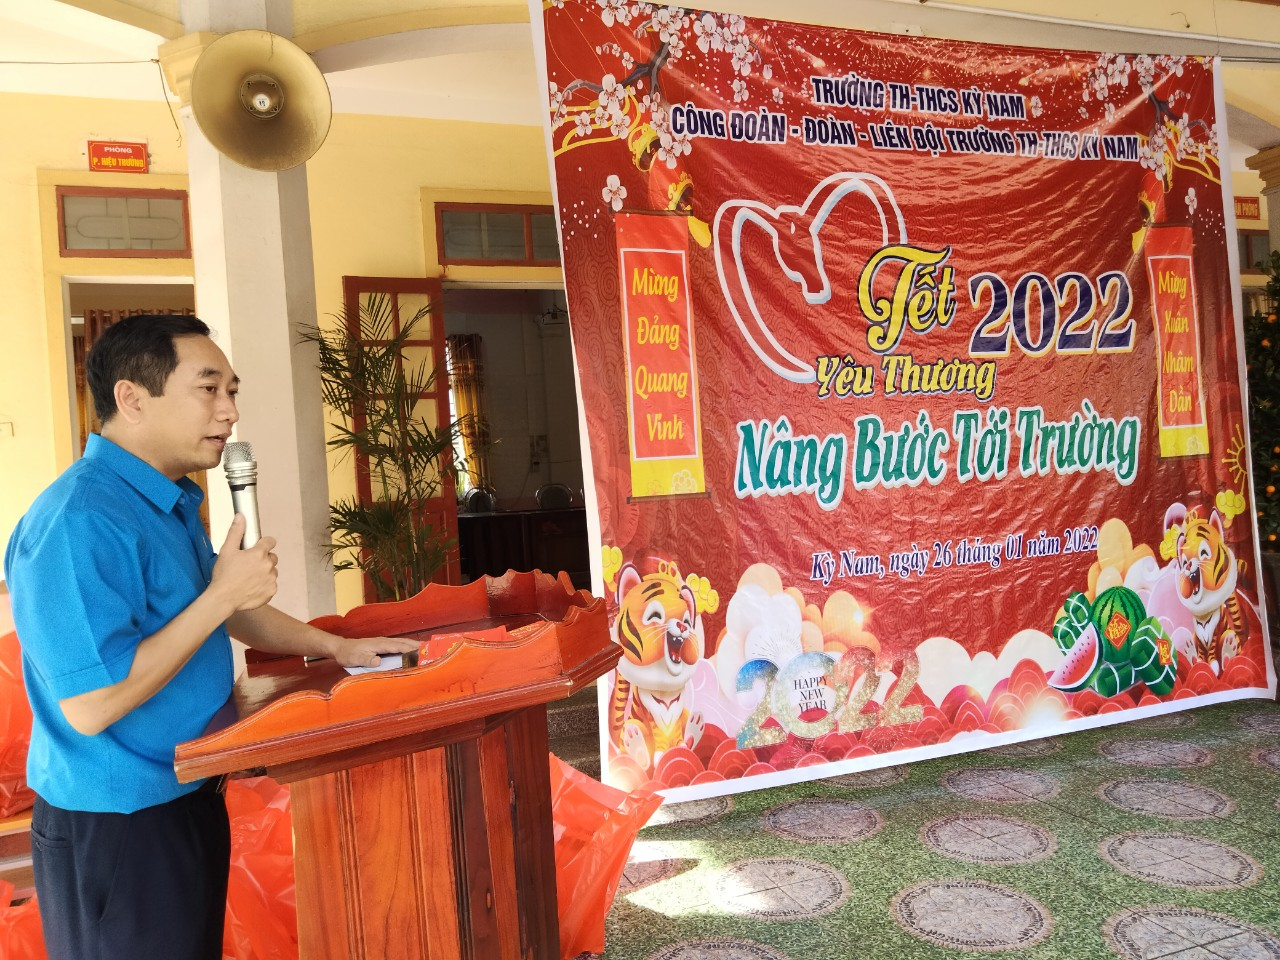 PHÒNG
P. HIỆU TRƯỞNG
TRƯỜNG TH-THCS KỲ NAM
CÔNG ĐOÀN - ĐOÀN - LIÊN ĐỘI TRƯỜNG TH-THCS KỲ NAM
Mừng
Đảng
Quang
Vinh
Tết 2022
Yêu Thương
Nâng Bước Tới Trường
Mừng
Xuân
Nhâm
Dần
Kỳ Nam, ngày 26 tháng 01 năm 2022
2022
HAPPY
NEW
YEAR
PHÒNG